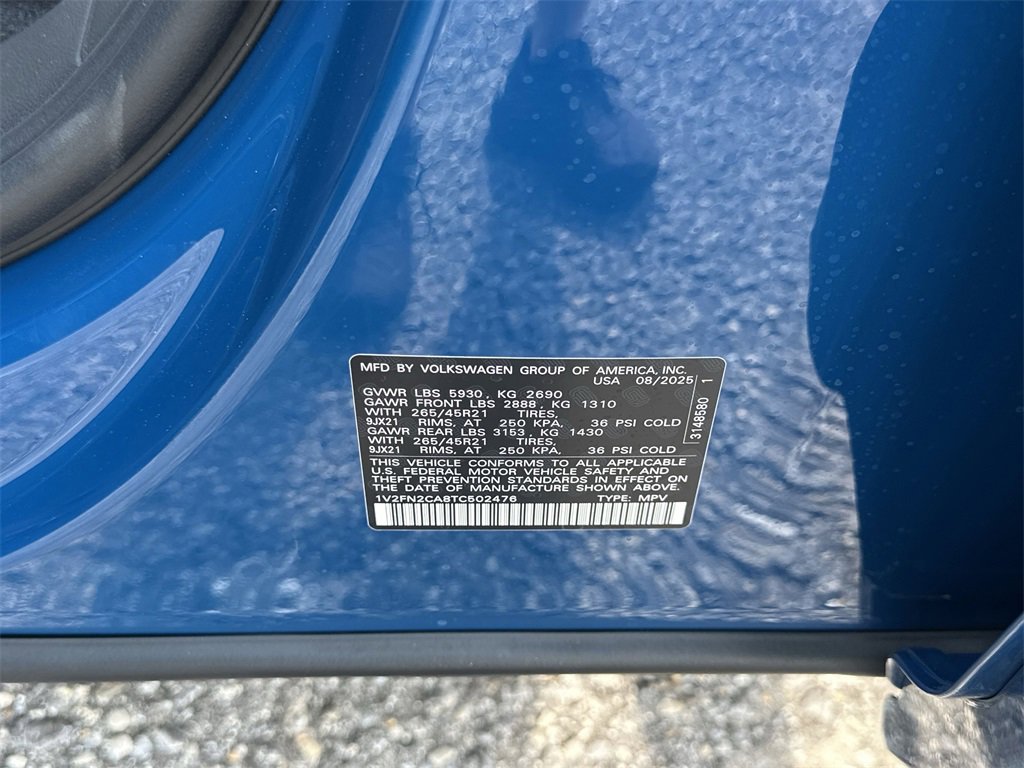 MFD BY VOLKSWAGEN GROUP OF AMERICA, INC.
USA 08/2025
GVWR LBS 5930, KG 2690
GAWR FRONT LBS 2888, KG 1310
WITH 265/45R21 TIRES,
9JX21 RIMS, AT 250 KPA, 36 PSI COLD
GAWR REAR LBS 3153, KG 1430
WITH 265/45R21 TIRES,
9JX21 RIMS, AT 250 KPA, 36 PSI COLD
THIS VEHICLE CONFORMS TO ALL APPLICABLE
U.S. FEDERAL MOTOR VEHICLE SAFETY AND
THEFT PREVENTION STANDARDS IN EFFECT ON
THE DATE OF MANUFACTURE SHOWN ABOVE.
1V2FN2CA8TC502476 TYPE: MPV
3148580 1